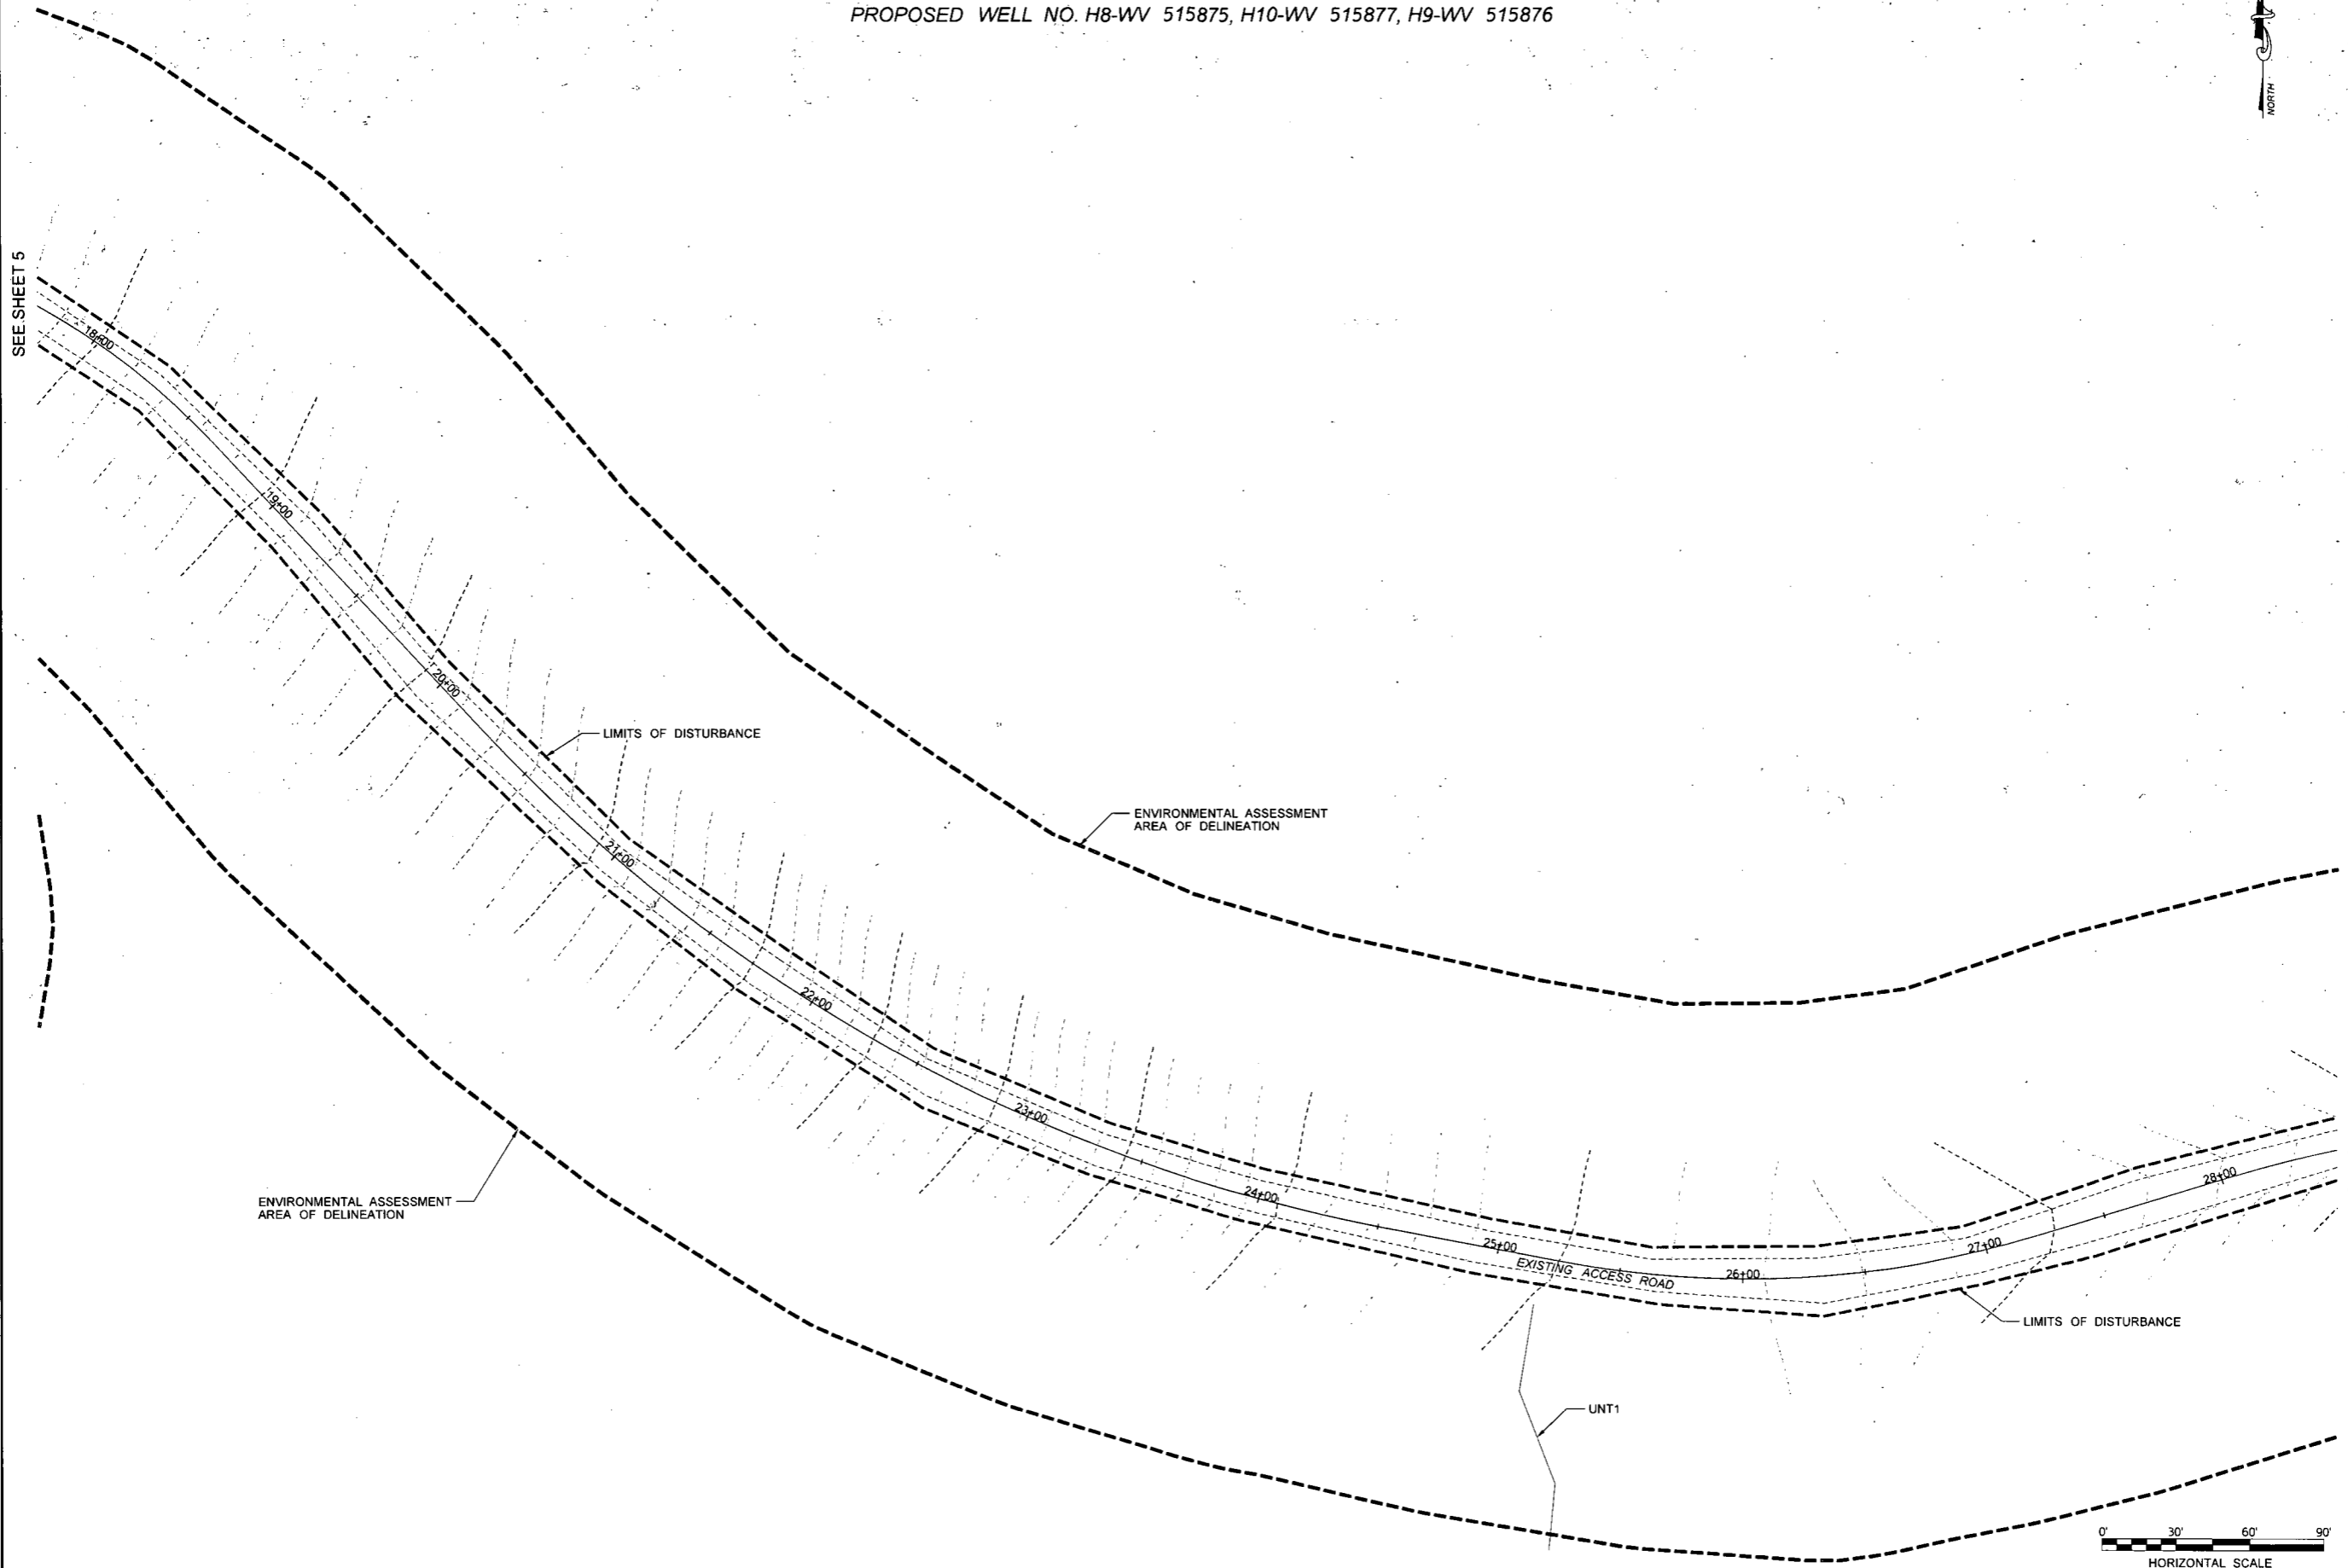 PROPOSED WELL NO. H8-WV 515875, H10-WV 515877, H9-WV 515876
NORTH
SEE SHEET 5
18+00
19+00
20+00
LIMITS OF DISTURBANCE
21+00
ENVIRONMENTAL ASSESSMENT
AREA OF DELINEATION
22+00
23+00
24+00
ENVIRONMENTAL ASSESSMENT
AREA OF DELINEATION
25+00
EXISTING ACCESS ROAD
26+00
27+00
28+00
LIMITS OF DISTURBANCE
UNT1
0' 30' 60' 90'
HORIZONTAL SCALE